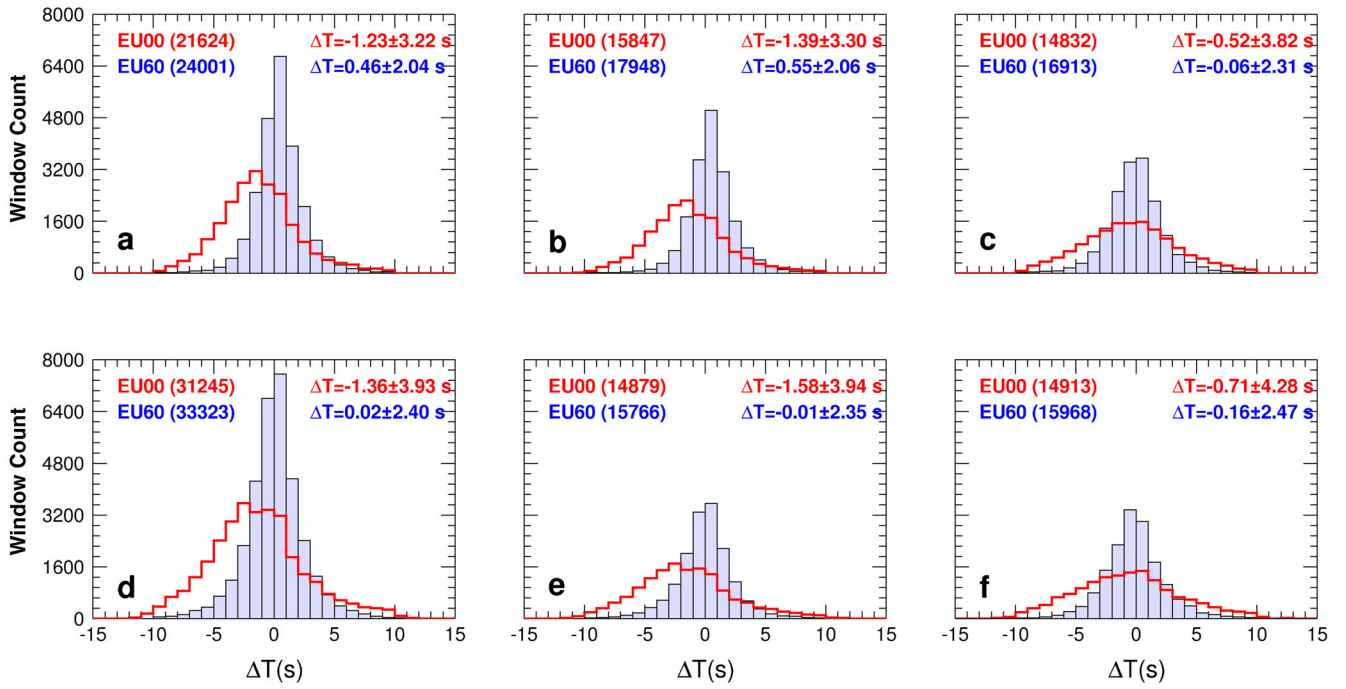 8000
6400
4800
3200
1600
0
Window Count
EU00 (21624) ΔT=-1.23±3.22 s
EU60 (24001) ΔT=0.46±2.04 s
a
EU00 (15847) ΔT=-1.39±3.30 s
EU60 (17948) ΔT=0.55±2.06 s
b
EU00 (14832) ΔT=-0.52±3.82 s
EU60 (16913) ΔT=-0.06±2.31 s
c
8000
6400
4800
3200
1600
0
Window Count
EU00 (31245) ΔT=-1.36±3.93 s
EU60 (33323) ΔT=0.02±2.40 s
d
-15 -10 -5 0 5 10 15
ΔT(s)
EU00 (14879) ΔT=-1.58±3.94 s
EU60 (15766) ΔT=-0.01±2.35 s
e
-10 -5 0 5 10
ΔT(s)
EU00 (14913) ΔT=-0.71±4.28 s
EU60 (15968) ΔT=-0.16±2.47 s
f
-15 -10 -5 0 5 10 15
ΔT(s)